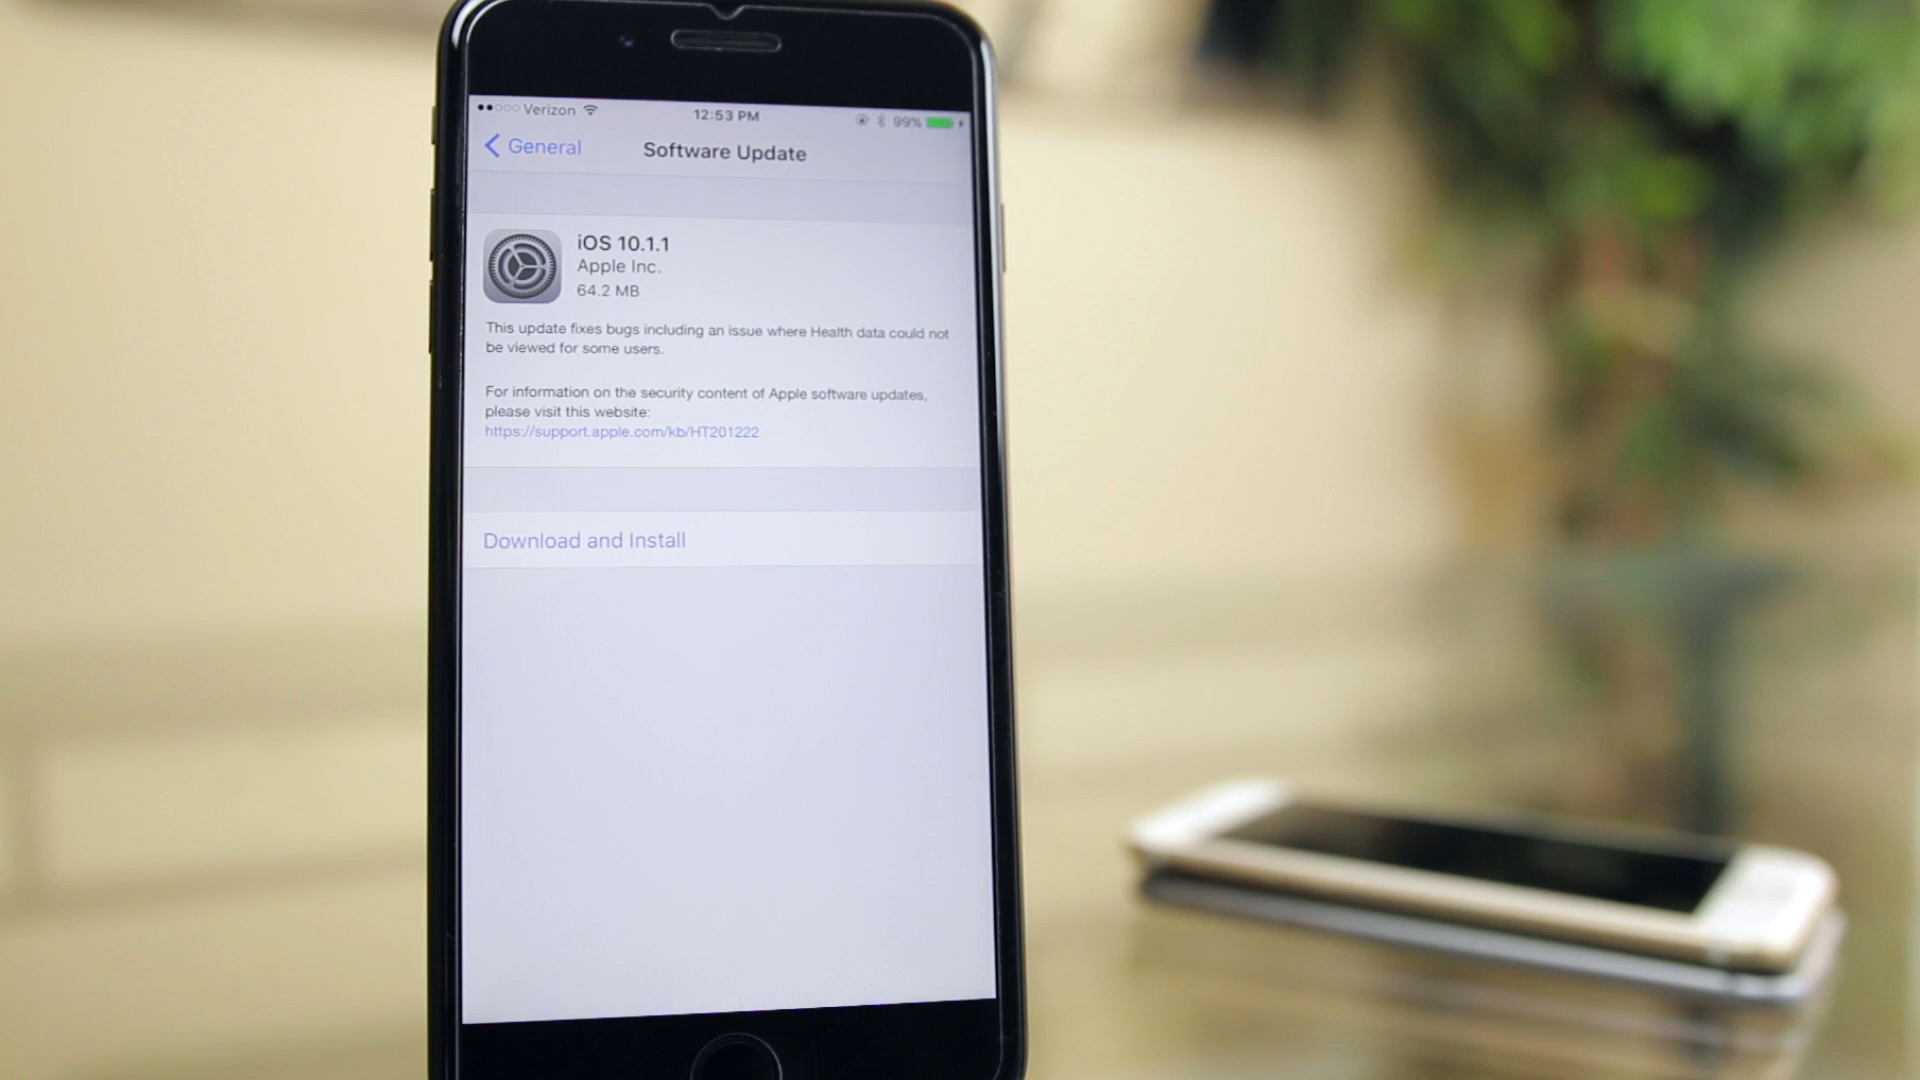 Verizon 12:53 PM 99%
General Software Update
iOS 10.1.1
Apple Inc.
64.2 MB
This update fixes bugs including an issue where Health data could not
be viewed for some users.
For information on the security content of Apple software updates,
please visit this website:
https://support.apple.com/kb/HT201222
Download and Install